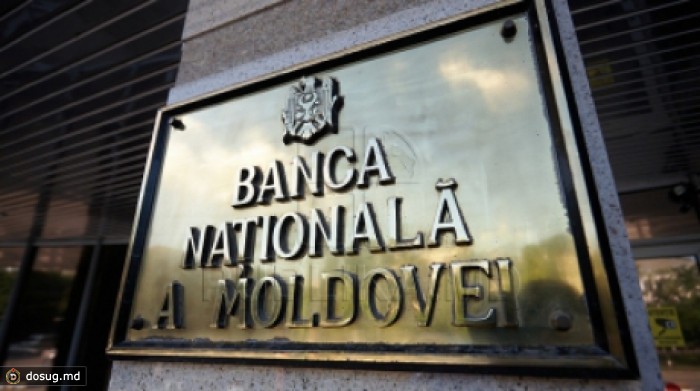 BANCA
NAȚIONALĂ
A MOLDOVEI
dosug.md